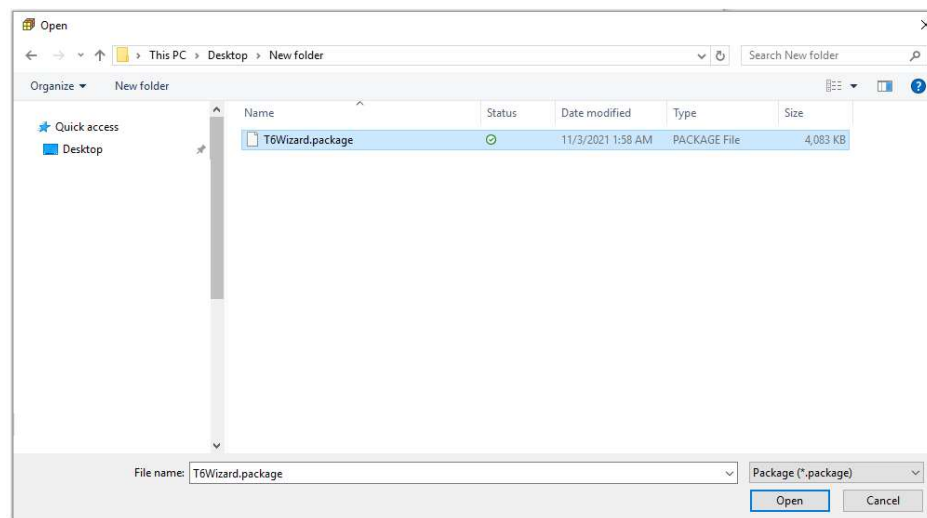 Open
This PC > Desktop > New folder
Search New folder
Organize
New folder
Name Status Date modified Type Size
Quick access
Desktop
T6Wizard.package 11/3/2021 1:58 AM PACKAGE File 4,083 KB
File name: T6Wizard.package
Package (*.package)
Open Cancel